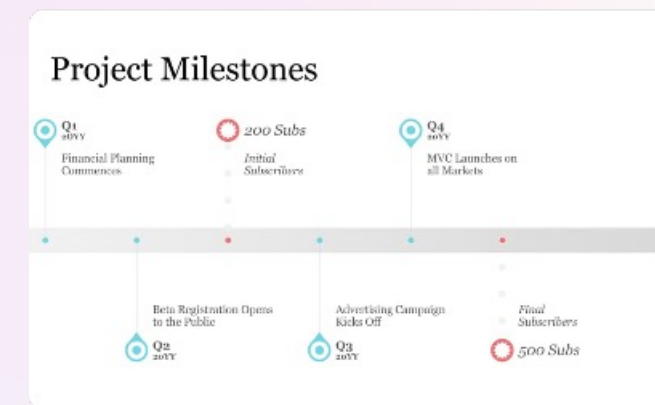 Project Milestones
Q1
20YY
Financial Planning
Commences
200 Subs
Initial
Subscribers
Q4
20YY
MVC Launches on
all Markets
Beta Registration Opens
to the Public
Q2
20YY
Advertising Campaign
Kicks Off
Q3
20YY
Final
Subscribers
500 Subs